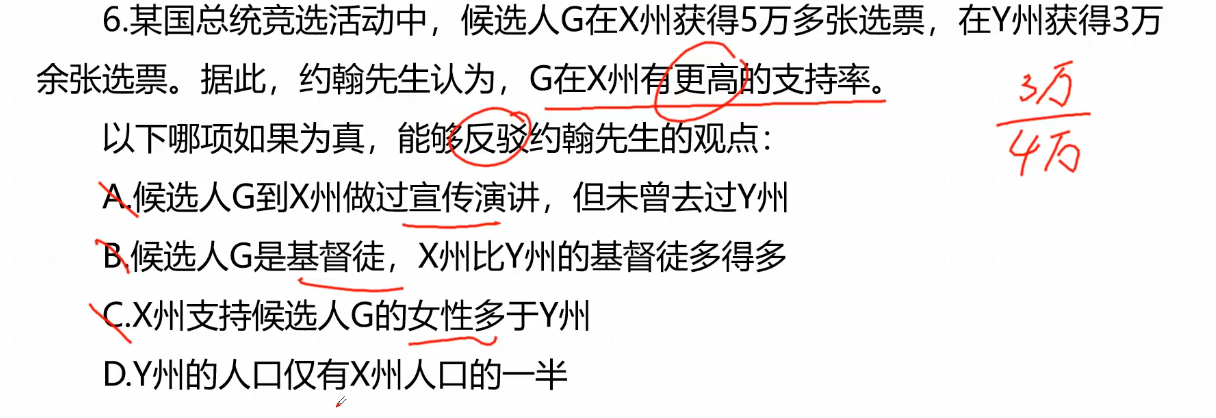 6.某国总统竞选活动中，候选人G在X州获得5万多张选票，在Y州获得3万
余张选票。据此，约翰先生认为，G在X州有更高的支持率。
3万
4万
以下哪项如果为真，能够反驳约翰先生的观点：
A.候选人G到X州做过宣传演讲，但未曾去过Y州
B.候选人G是基督徒，X州比Y州的基督徒多得多
C.X州支持候选人G的女性多于Y州
D.Y州的人口仅有X州人口的一半